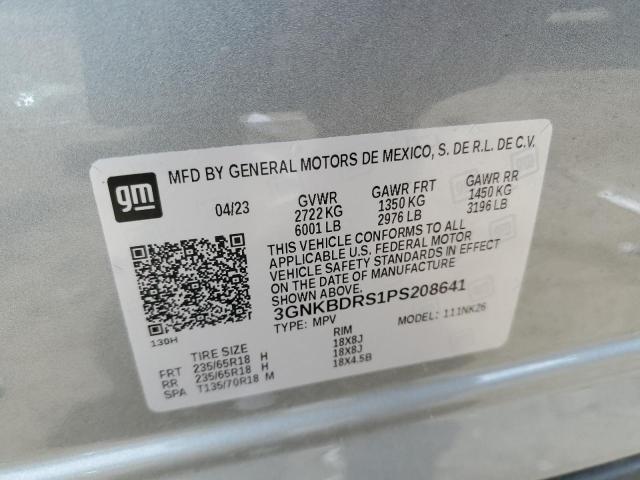 gm
MFD BY GENERAL MOTORS DE MEXICO, S. DE R.L. DE C.V.
04/23
GVWR
2722 KG
6001 LB
GAWR FRT
1350 KG
2976 LB
GAWR RR
1450 KG
3196 LB
THIS VEHICLE CONFORMS TO ALL
APPLICABLE U.S. FEDERAL MOTOR
VEHICLE SAFETY STANDARDS IN EFFECT
ON THE DATE OF MANUFACTURE
SHOWN ABOVE.
3GNKBDRS1PS208641
TYPE: MPV
MODEL: 111NK26
130H
TIRE SIZE
RIM
FRT 235/65R18 H 18X8J
RR 235/65R18 H 18X8J
SPA T135/70R18 M 18X4.5B